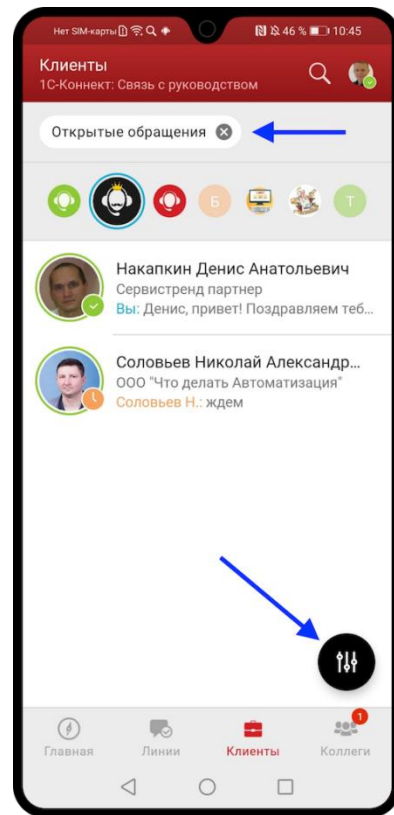 Нет SIM-карты 46 % 10:45
Клиенты
1С-Коннект: Связь с руководством
Открытые обращения
Б Т
Накапкин Денис Анатольевич
Сервистренд партнер
Вы: Денис, привет! Поздравляем теб...
Соловьев Николай Александр...
ООО "Что делать Автоматизация"
Соловьев Н.: ждем
1
Главная Линии Клиенты Коллеги